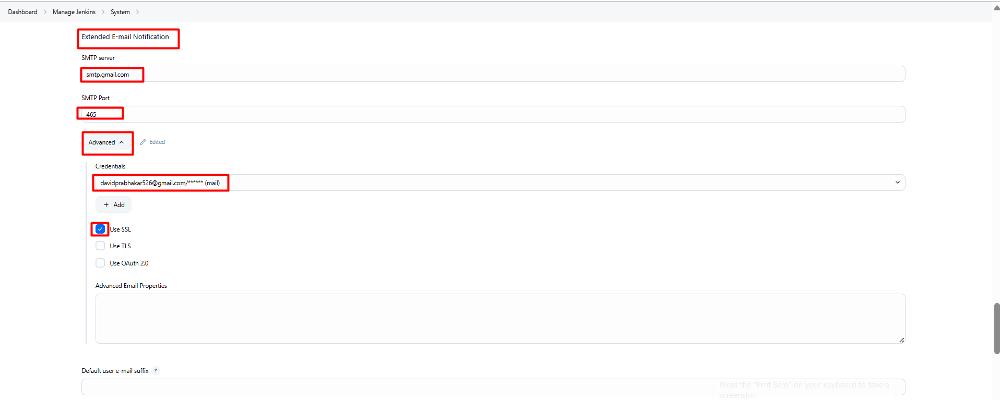 Dashboard > Manage Jenkins > System >
Extended E-mail Notification
SMTP server
smtp.gmail.com
SMTP Port
465
Advanced
Edited
Credentials
davidprabhakar526@gmail.com/****** (mail)
+ Add
Use SSL
Use TLS
Use OAuth 2.0
Advanced Email Properties
Default user e-mail suffix ?
Press the "Prnt Scrn" on your keyboard to take a
screenshot